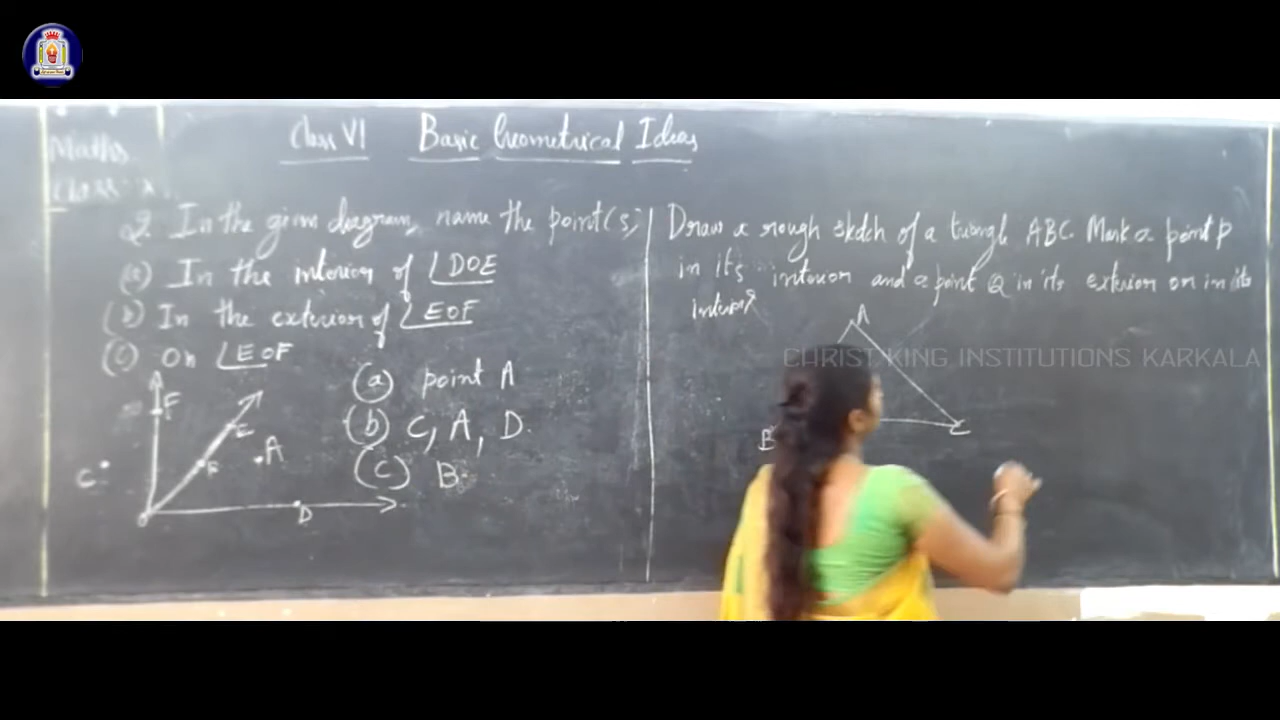 Maths
Class : X
Class VI Basic Geometrical Ideas
Q. In the given diagram, name the point(s)
(a) In the interior of ∠DOE
(b) In the exterior of ∠EOF
(c) On ∠EOF
F
E
A
C
D
(a) point A
(b) C, A, D.
(c) B.
Draw a rough sketch of a triangle ABC Mark a point P
in its interior and a point Q in its exterior or in its
interior?
A
B
C
CHRIST KING INSTITUTIONS KARKALA